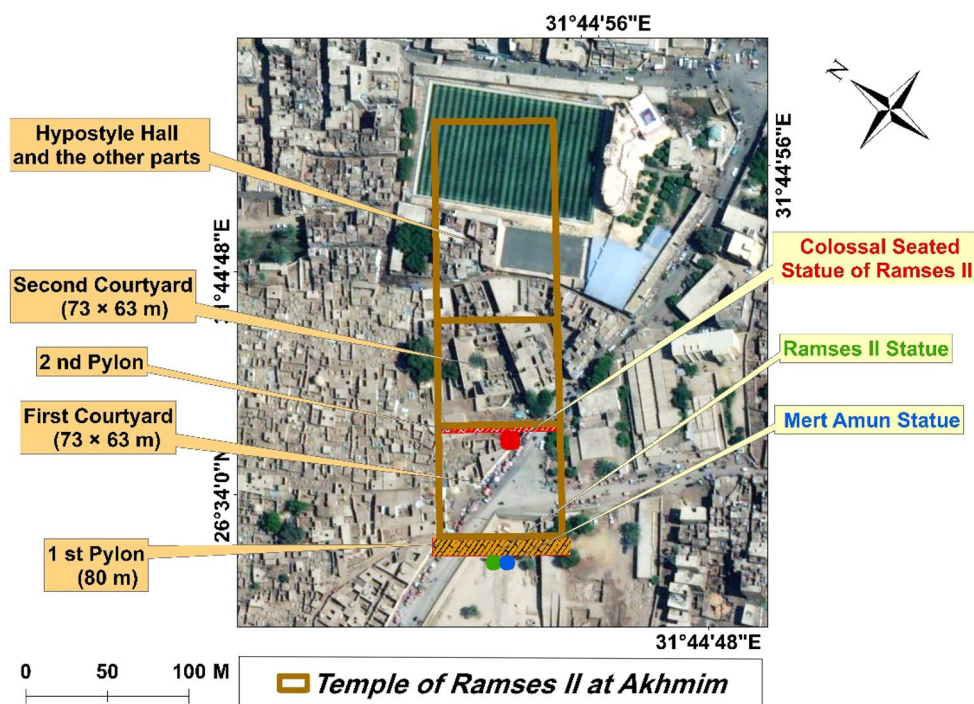 31°44'56"E
N
Hypostyle Hall
and the other parts
31°44'56"E
31°44'48"E
Colossal Seated
Statue of Ramses II
Second Courtyard
(73 × 63 m)
Ramses II Statue
2 nd Pylon
First Courtyard
(73 × 63 m)
Mert Amun Statue
26°34'0"N
1 st Pylon
(80 m)
31°44'48"E
0 50 100 M
Temple of Ramses II at Akhmim